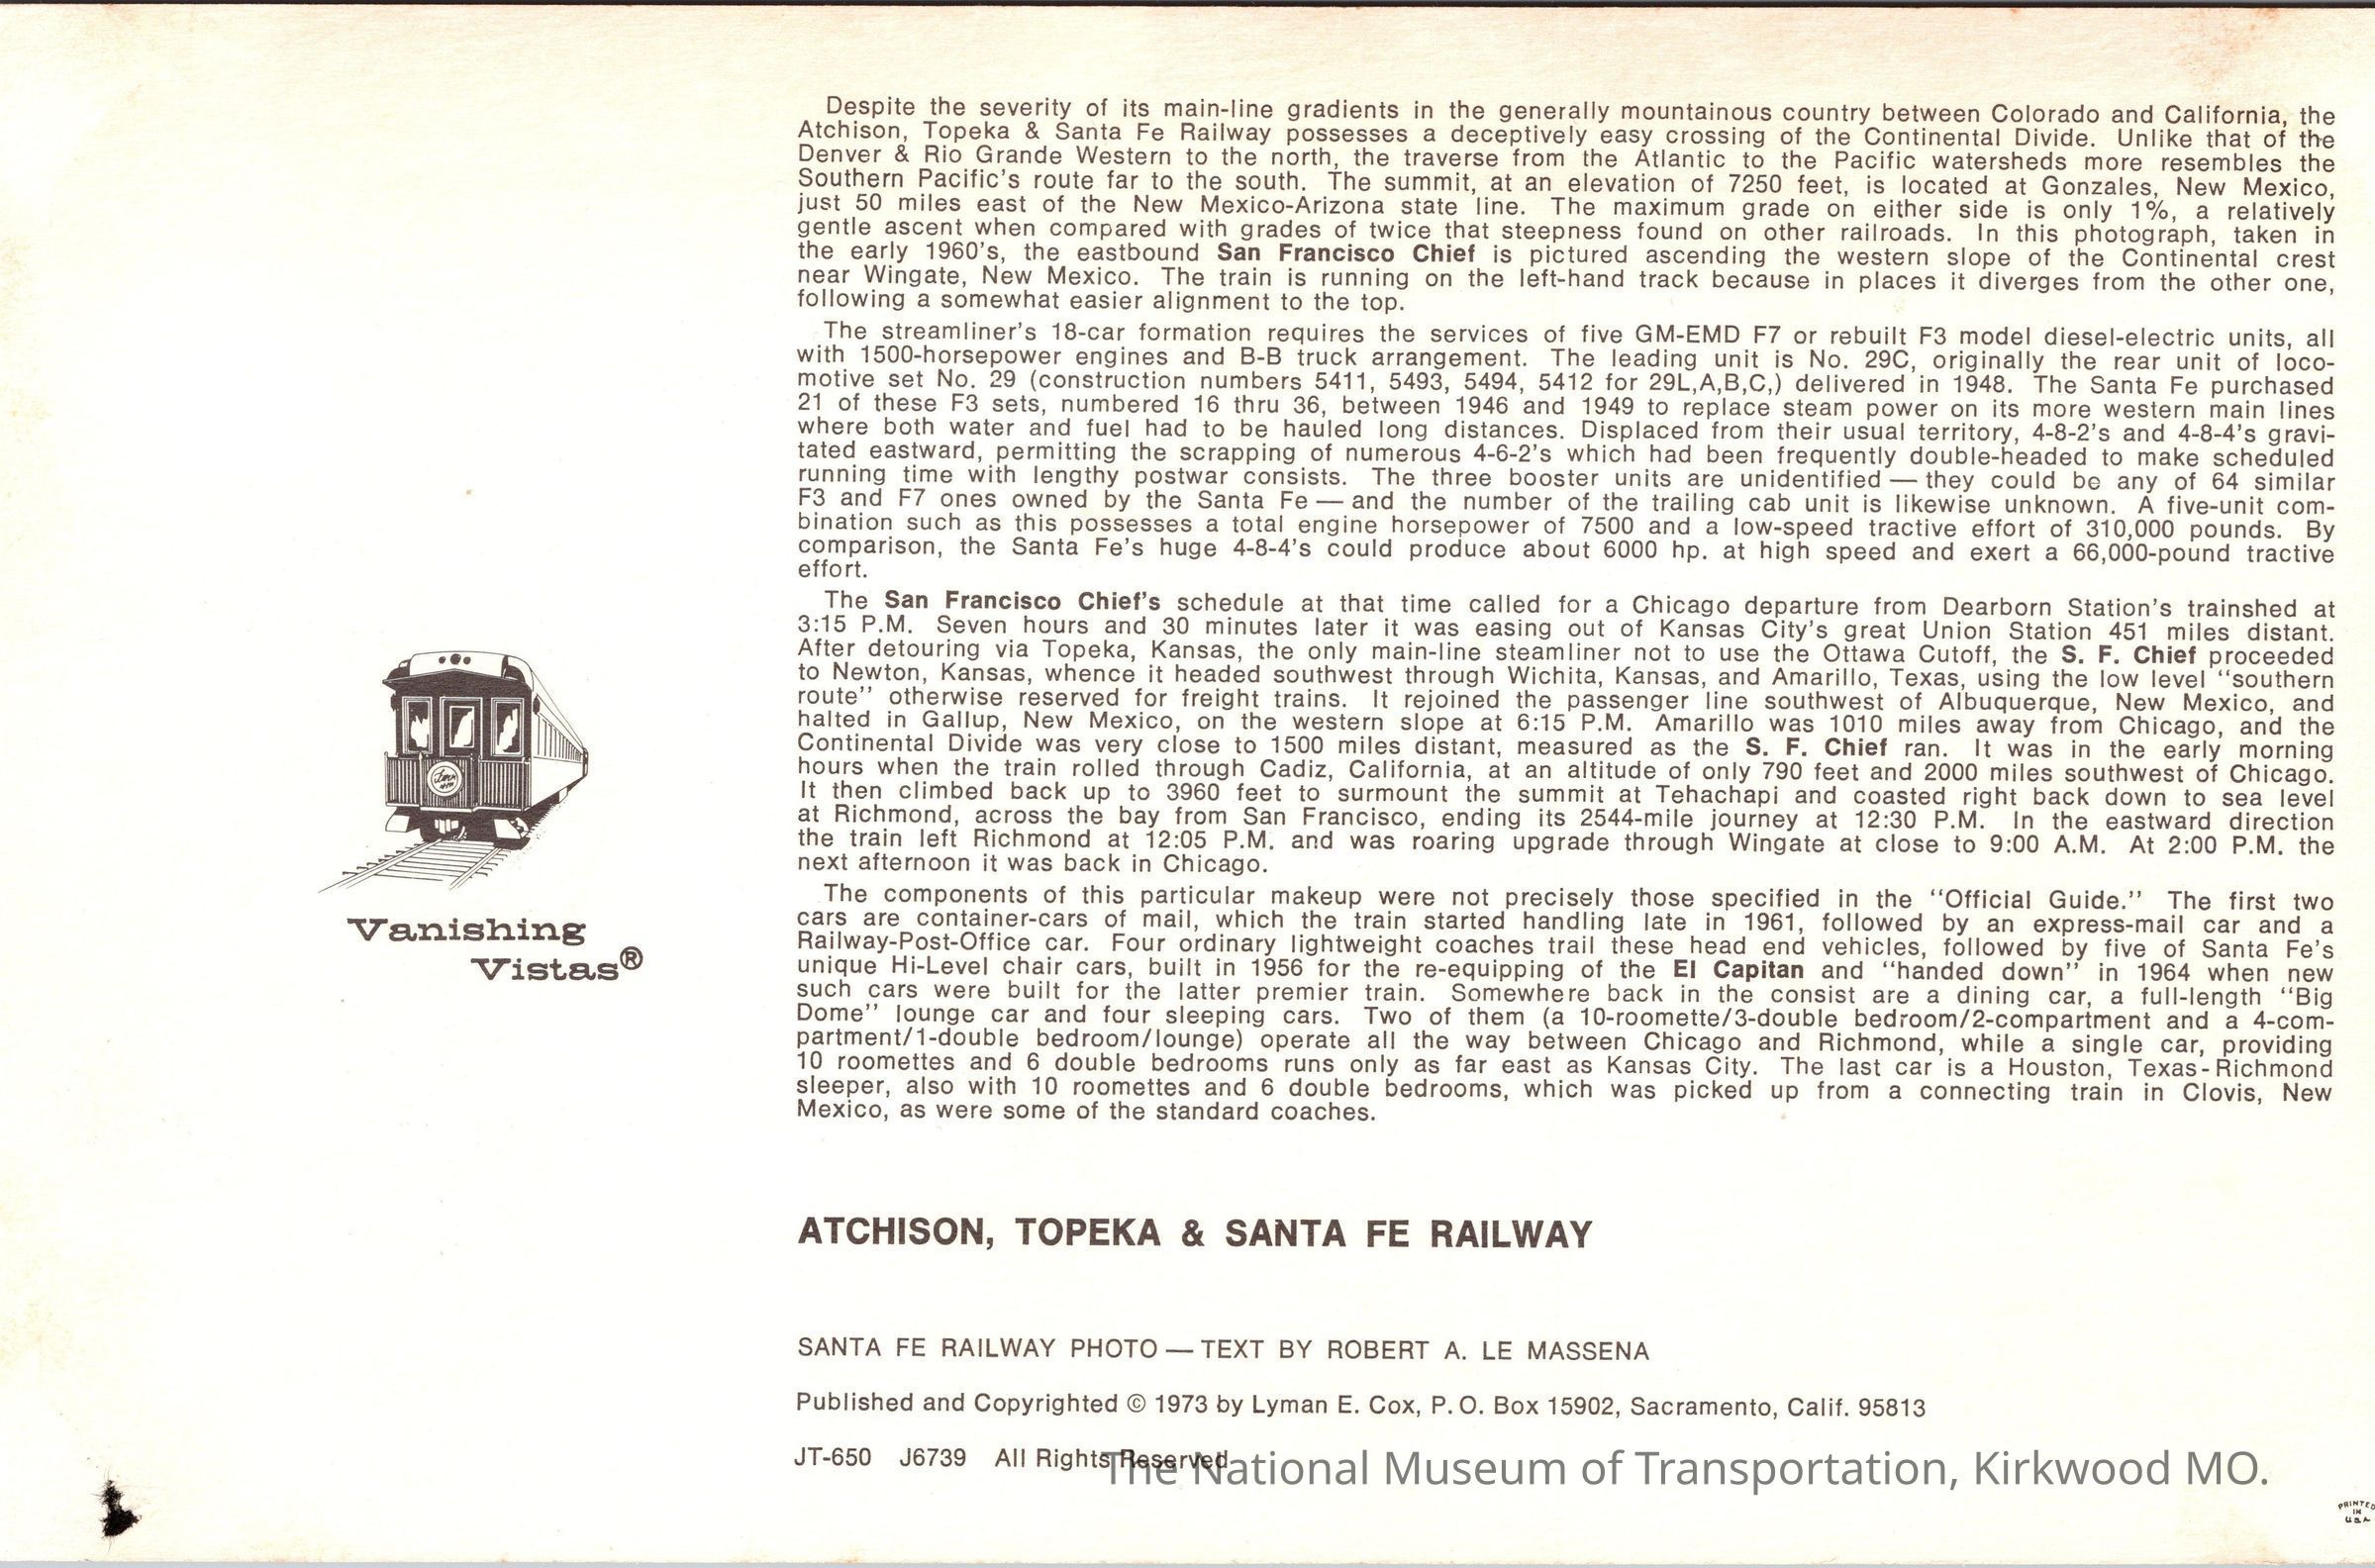 Despite the severity of its main-line gradients in the generally mountainous country between Colorado and California, the
Atchison, Topeka & Santa Fe Railway possesses a deceptively easy crossing of the Continental Divide. Unlike that of the
Denver & Rio Grande Western to the north, the traverse from the Atlantic to the Pacific watersheds more resembles the
Southern Pacific's route far to the south. The summit, at an elevation of 7250 feet, is located at Gonzales, New Mexico,
just 50 miles east of the New Mexico-Arizona state line. The maximum grade on either side is only 1%, a relatively
gentle ascent when compared with grades of twice that steepness found on other railroads. In this photograph, taken in
the early 1960's, the eastbound San Francisco Chief is pictured ascending the western slope of the Continental crest
near Wingate, New Mexico. The train is running on the left-hand track because in places it diverges from the other one,
following a somewhat easier alignment to the top.
The streamliner's 18-car formation requires the services of five GM-EMD F7 or rebuilt F3 model diesel-electric units, all
with 1500-horsepower engines and B-B truck arrangement. The leading unit is No. 29C, originally the rear unit of loco-
motive set No. 29 (construction numbers 5411, 5493, 5494, 5412 for 29L,A,B,C,) delivered in 1948. The Santa Fe purchased
21 of these F3 sets, numbered 16 thru 36, between 1946 and 1949 to replace steam power on its more western main lines
where both water and fuel had to be hauled long distances. Displaced from their usual territory, 4-8-2's and 4-8-4's gravi-
tated eastward, permitting the scrapping of numerous 4-6-2's which had been frequently double-headed to make scheduled
running time with lengthy postwar consists. The three booster units are unidentified — they could be any of 64 similar
F3 and F7 ones owned by the Santa Fe — and the number of the trailing cab unit is likewise unknown. A five-unit com-
bination such as this possesses a total engine horsepower of 7500 and a low-speed tractive effort of 310,000 pounds. By
comparison, the Santa Fe's huge 4-8-4's could produce about 6000 hp. at high speed and exert a 66,000-pound tractive
effort.
The San Francisco Chief's schedule at that time called for a Chicago departure from Dearborn Station's trainshed at
3:15 P.M. Seven hours and 30 minutes later it was easing out of Kansas City's great Union Station 451 miles distant.
After detouring via Topeka, Kansas, the only main-line steamliner not to use the Ottawa Cutoff, the S. F. Chief proceeded
to Newton, Kansas, whence it headed southwest through Wichita, Kansas, and Amarillo, Texas, using the low level "southern
route" otherwise reserved for freight trains. It rejoined the passenger line southwest of Albuquerque, New Mexico, and
halted in Gallup, New Mexico, on the western slope at 6:15 P.M. Amarillo was 1010 miles away from Chicago, and the
Continental Divide was very close to 1500 miles distant, measured as the S. F. Chief ran. It was in the early morning
hours when the train rolled through Cadiz, California, at an altitude of only 790 feet and 2000 miles southwest of Chicago.
It then climbed back up to 3960 feet to surmount the summit at Tehachapi and coasted right back down to sea level
at Richmond, across the bay from San Francisco, ending its 2544-mile journey at 12:30 P.M. In the eastward direction
the train left Richmond at 12:05 P.M. and was roaring upgrade through Wingate at close to 9:00 A.M. At 2:00 P.M. the
next afternoon it was back in Chicago.
The components of this particular makeup were not precisely those specified in the "Official Guide." The first two
cars are container-cars of mail, which the train started handling late in 1961, followed by an express-mail car and a
Railway-Post-Office car. Four ordinary lightweight coaches trail these head end vehicles, followed by five of Santa Fe's
unique Hi-Level chair cars, built in 1956 for the re-equipping of the El Capitan and "handed down" in 1964 when new
such cars were built for the latter premier train. Somewhere back in the consist are a dining car, a full-length "Big
Dome" lounge car and four sleeping cars. Two of them (a 10-roomette/3-double bedroom/2-compartment and a 4-com-
partment/1-double bedroom/lounge) operate all the way between Chicago and Richmond, while a single car, providing
10 roomettes and 6 double bedrooms runs only as far east as Kansas City. The last car is a Houston, Texas-Richmond
sleeper, also with 10 roomettes and 6 double bedrooms, which was picked up from a connecting train in Clovis, New
Mexico, as were some of the standard coaches.
Vanishing
Vistas®
ATCHISON, TOPEKA & SANTA FE RAILWAY
SANTA FE RAILWAY PHOTO — TEXT BY ROBERT A. LE MASSENA
Published and Copyrighted © 1973 by Lyman E. Cox, P.O. Box 15902, Sacramento, Calif. 95813
JT-650 J6739 All Rights Reserved
The National Museum of Transportation, Kirkwood MO.
PRINTED
IN
USA